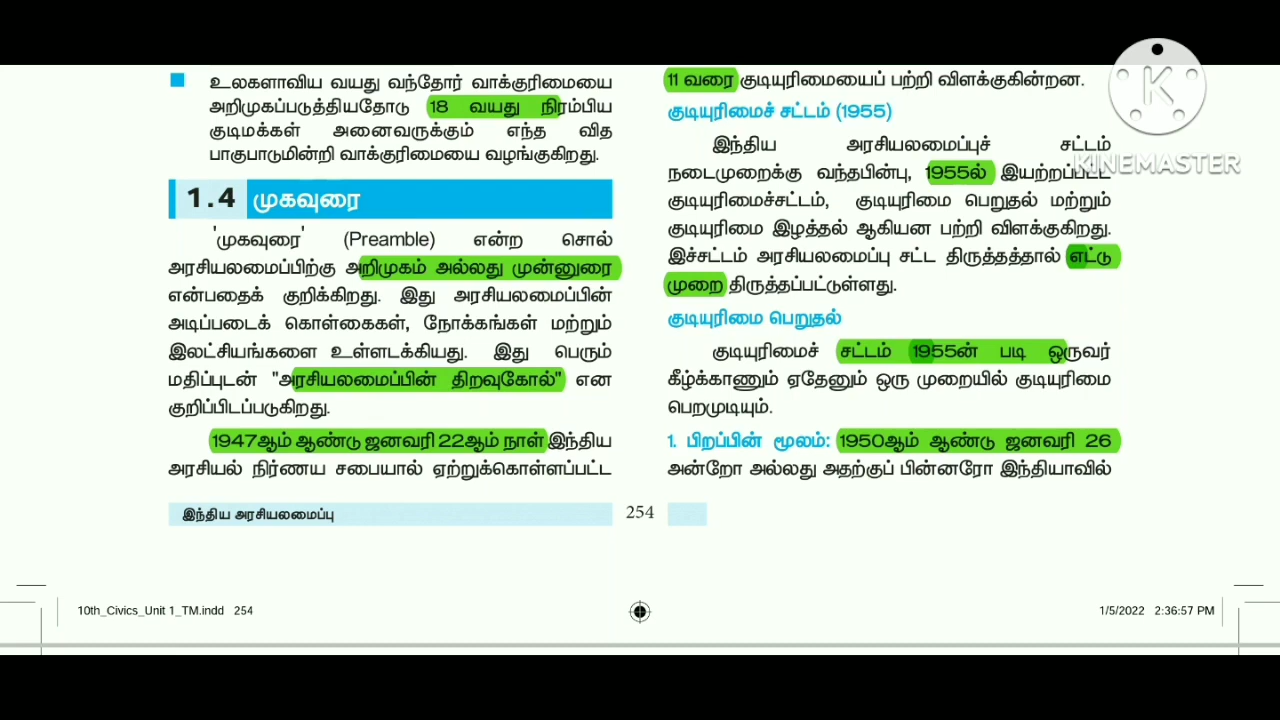 உலகளாவிய வயது வந்தோர் வாக்குரிமையை
அறிமுகப்படுத்தியதோடு 18 வயது நிரம்பிய
குடிமக்கள் அனைவருக்கும் எந்த வித
பாகுபாடுமின்றி வாக்குரிமையை வழங்குகிறது.
1.4 முகவுரை
'முகவுரை' (Preamble) என்ற சொல்
அரசியலமைப்பிற்கு அறிமுகம் அல்லது முன்னுரை
என்பதைக் குறிக்கிறது. இது அரசியலமைப்பின்
அடிப்படைக் கொள்கைகள், நோக்கங்கள் மற்றும்
இலட்சியங்களை உள்ளடக்கியது. இது பெரும்
மதிப்புடன் "அரசியலமைப்பின் திறவுகோல்" என
குறிப்பிடப்படுகிறது.
1947ஆம் ஆண்டு ஜனவரி 22ஆம் நாள் இந்திய
அரசியல் நிர்ணய சபையால் ஏற்றுக்கொள்ளப்பட்ட
11 வரை குடியுரிமையைப் பற்றி விளக்குகின்றன.
குடியுரிமைச் சட்டம் (1955)
இந்திய அரசியலமைப்புச் சட்டம்
நடைமுறைக்கு வந்தபின்பு, 1955ல் இயற்றப்பட்ட
குடியுரிமைச்சட்டம், குடியுரிமை பெறுதல் மற்றும்
குடியுரிமை இழத்தல் ஆகியன பற்றி விளக்குகிறது.
இச்சட்டம் அரசியலமைப்பு சட்ட திருத்தத்தால் எட்டு
முறை திருத்தப்பட்டுள்ளது.
குடியுரிமை பெறுதல்
குடியுரிமைச் சட்டம் 1955ன் படி ஒருவர்
கீழ்க்காணும் ஏதேனும் ஒரு முறையில் குடியுரிமை
பெறமுடியும்.
1. பிறப்பின் மூலம்: 1950ஆம் ஆண்டு ஜனவரி 26
அன்றோ அல்லது அதற்குப் பின்னரோ இந்தியாவில்
இந்திய அரசியலமைப்பு 254
10th_Civics_Unit 1_TM.indd 254
1/5/2022 2:36:57 PM
K
KINEMASTER